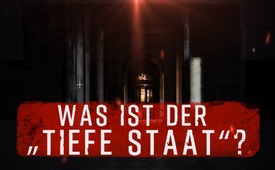 WAS IST DER
„TIEFE STAAT“?